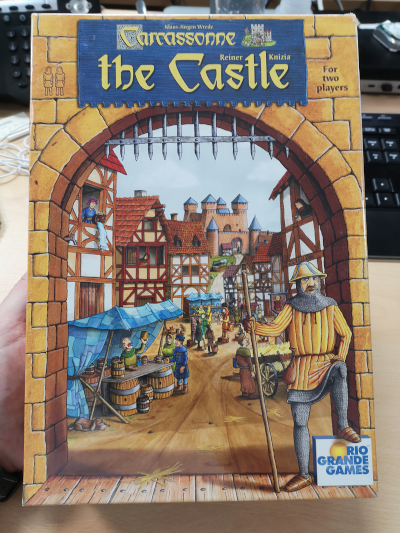 Klaus-Jürgen Wrede
Carcassonne
Reiner Knizia
the Castle
For
two
players
RIO
GRANDE
GAMES